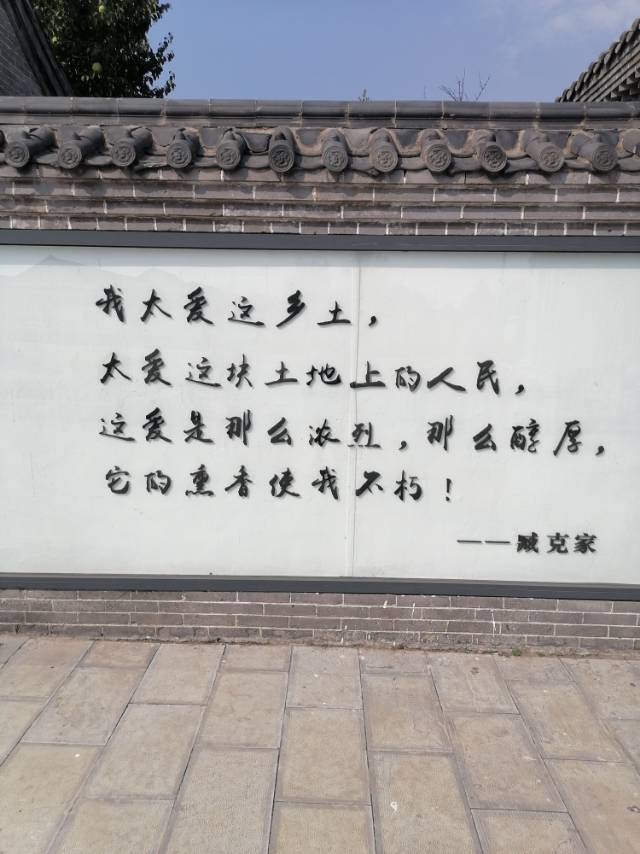 我太爱这乡土，
太爱这块土地上的人民，
这爱是那么浓烈，那么醇厚，
它的熏香使我不朽！
——臧克家